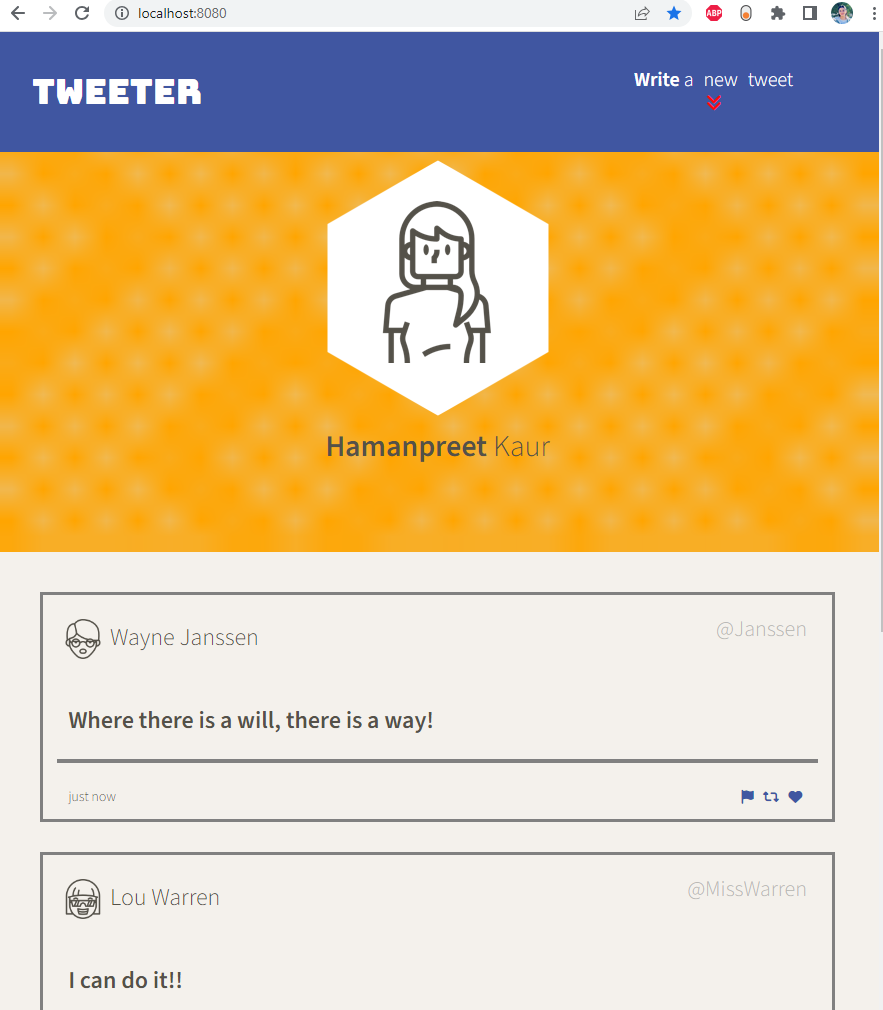 localhost:8080
ABP
TWEETER
Write a new tweet
Hamanpreet Kaur
Wayne Janssen
@Janssen
Where there is a will, there is a way!
just now
Lou Warren
@MissWarren
I can do it!!